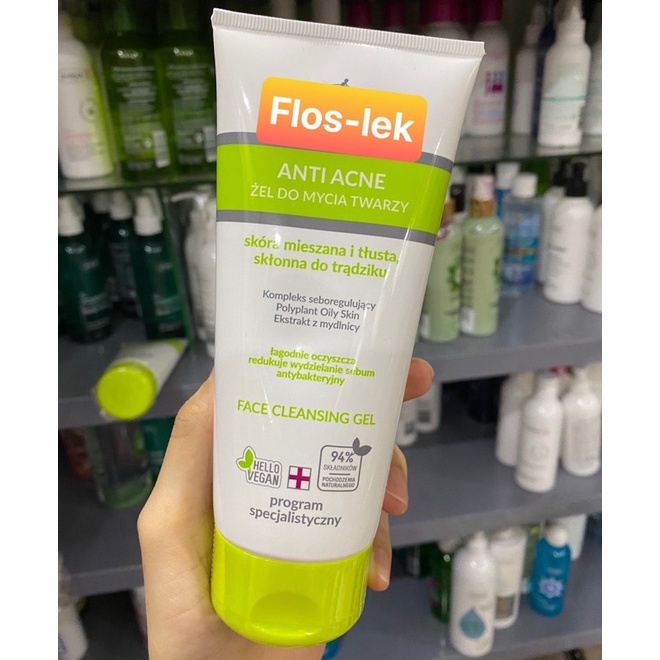 Flos-lek
ANTI ACNE
ŻEL DO MYCIA TWARZY
skóra mieszana i tłusta,
skłonna do trądziku
Kompleks seboregulujący
Polyplant Oily Skin
Ekstrakt z mydlnicy
łagodnie oczyszcza
redukuje wydzielanie sebum
antybakteryjny
FACE CLEANSING GEL
HELLO
VEGAN
94%
SKŁADNIKÓW
POCHODZENIA
NATURALNEGO
program
specjalistyczny